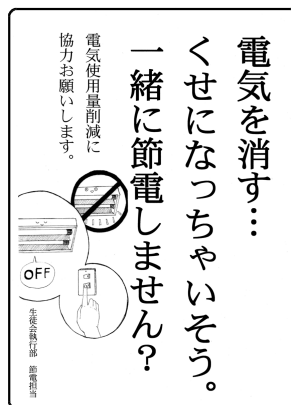 電気を消す…
くせになっちゃいそう。
一緒に節電しません？
電気使用量削減に
協力お願いします。
OFF
生徒会執行部　節電担当